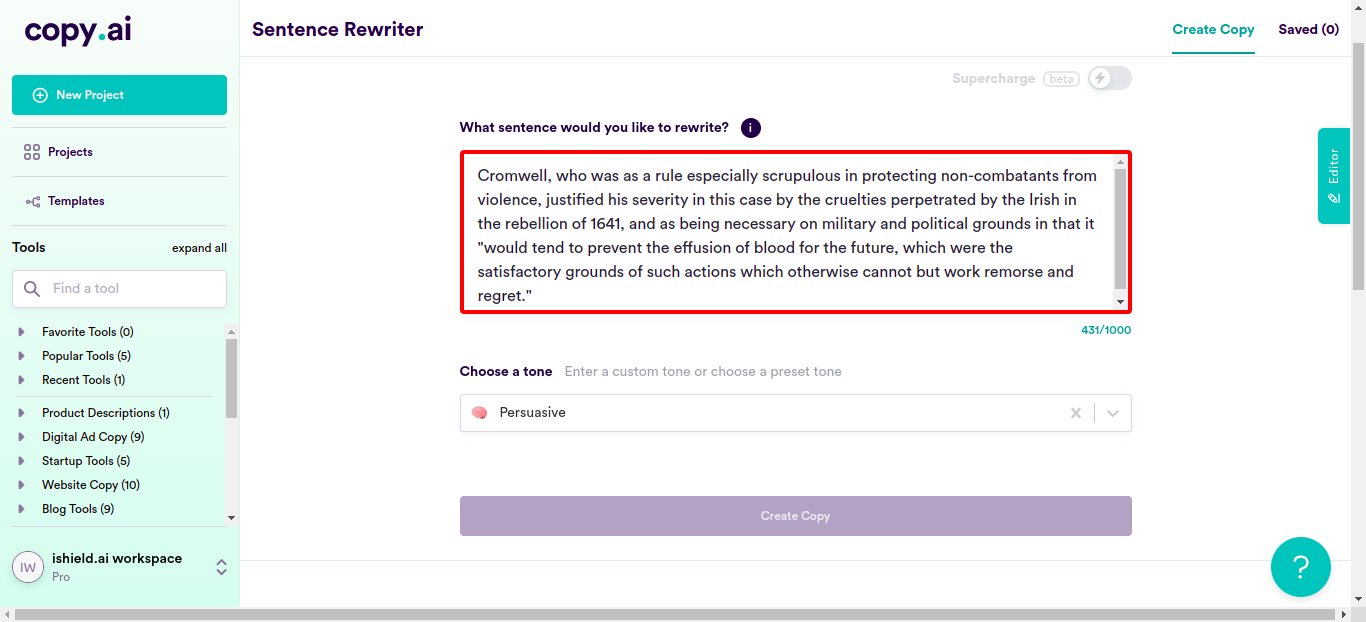 copy.ai
Sentence Rewriter
Create Copy
Saved (0)
New Project
Projects
Templates
Tools
expand all
Find a tool
Favorite Tools (0)
Popular Tools (5)
Recent Tools (1)
Product Descriptions (1)
Digital Ad Copy (9)
Startup Tools (5)
Website Copy (10)
Blog Tools (9)
IW
ishield.ai workspace
Pro
Supercharge beta
What sentence would you like to rewrite? i
Cromwell, who was as a rule especially scrupulous in protecting non-combatants from
violence, justified his severity in this case by the cruelties perpetrated by the Irish in
the rebellion of 1641, and as being necessary on military and political grounds in that it
"would tend to prevent the effusion of blood for the future, which were the
satisfactory grounds of such actions which otherwise cannot but work remorse and
regret."
431/1000
Choose a tone Enter a custom tone or choose a preset tone
Persuasive
Create Copy
Editor
?